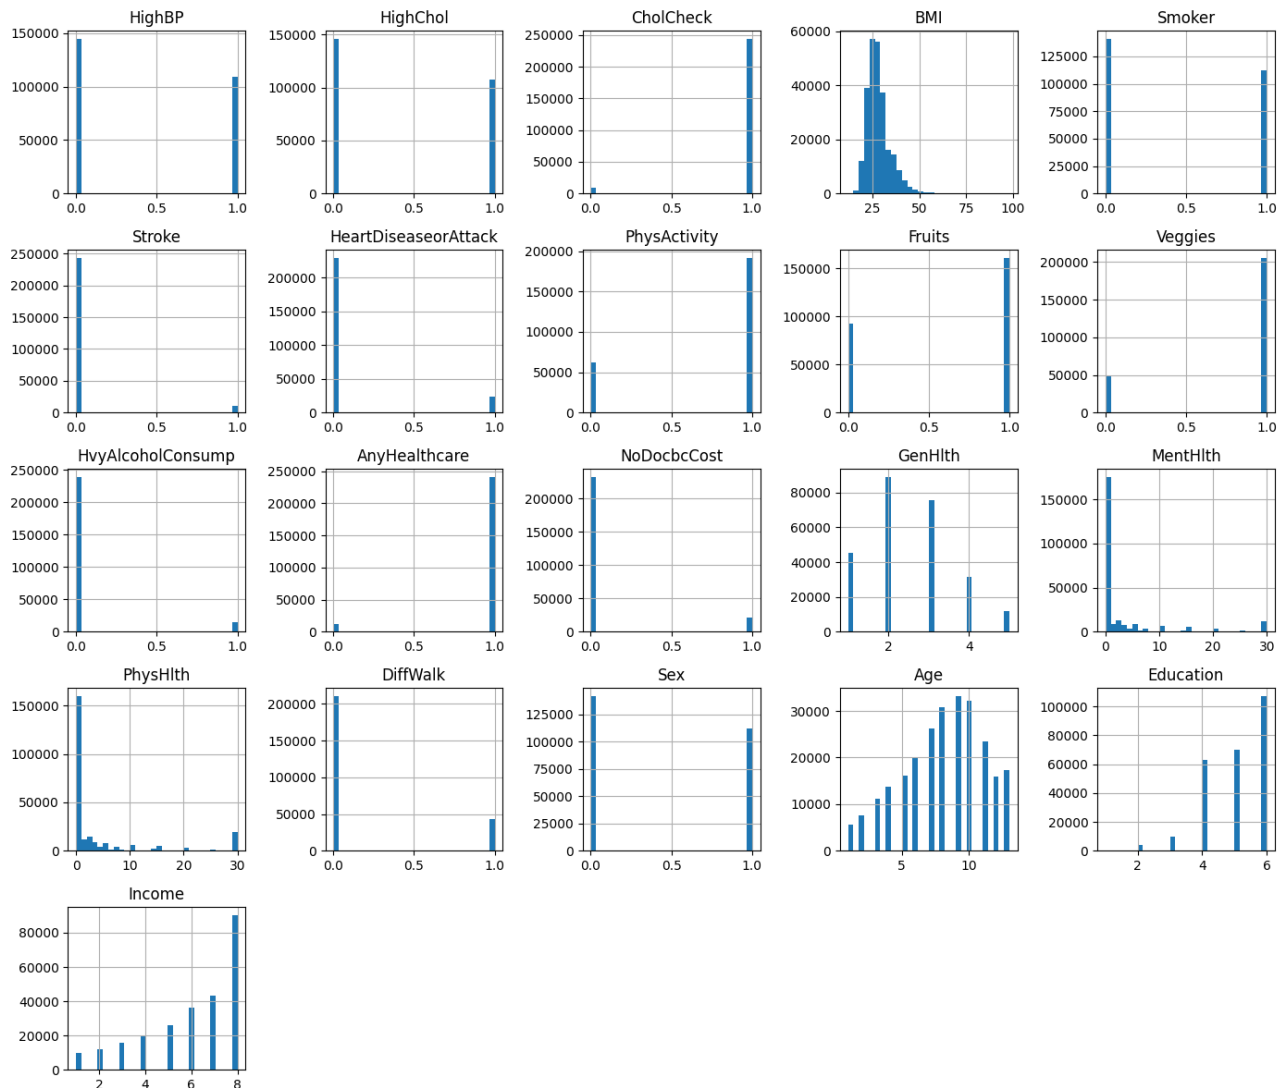 HighBP
HighChol
CholCheck
BMI
Smoker
150000
100000
50000
0
0.0 0.5 1.0
150000
100000
50000
0
0.0 0.5 1.0
250000
200000
150000
100000
50000
0
0.0 0.5 1.0
60000
40000
20000
0
25 50 75 100
125000
100000
75000
50000
25000
0
0.0 0.5 1.0
Stroke
HeartDiseaseorAttack
PhysActivity
Fruits
Veggies
250000
200000
150000
100000
50000
0
0.0 0.5 1.0
200000
150000
100000
50000
0
0.0 0.5 1.0
200000
150000
100000
50000
0
0.0 0.5 1.0
150000
100000
50000
0
0.0 0.5 1.0
200000
150000
100000
50000
0
0.0 0.5 1.0
HvyAlcoholConsump
AnyHealthcare
NoDocbcCost
GenHlth
MentHlth
250000
200000
150000
100000
50000
0
0.0 0.5 1.0
250000
200000
150000
100000
50000
0
0.0 0.5 1.0
200000
150000
100000
50000
0
0.0 0.5 1.0
80000
60000
40000
20000
0
2 4
150000
100000
50000
0
0 10 20 30
PhysHlth
DiffWalk
Sex
Age
Education
150000
100000
50000
0
0 10 20 30
200000
150000
100000
50000
0
0.0 0.5 1.0
125000
100000
75000
50000
25000
0
0.0 0.5 1.0
30000
20000
10000
0
5 10
100000
80000
60000
40000
20000
0
2 4 6
Income
80000
60000
40000
20000
0
2 4 6 8